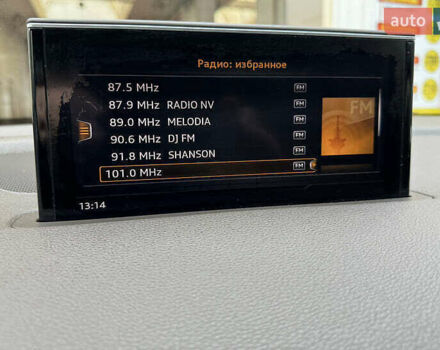 auto
Радио: избранное
87.5 MHz FM
87.9 MHz RADIO NV FM
89.0 MHz MELODIA FM
90.6 MHz DJ FM FM
91.8 MHz SHANSON FM
101.0 MHz FM
FM
13:14